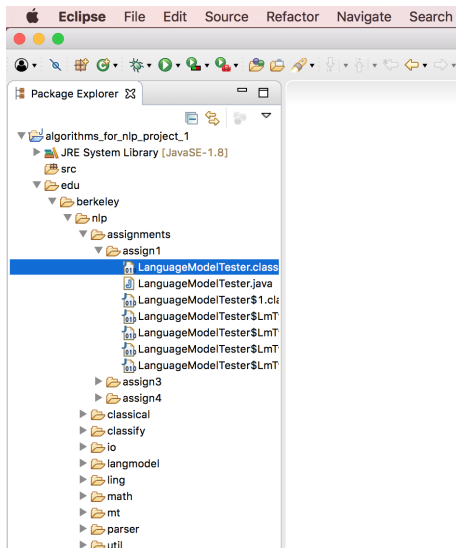 Eclipse File Edit Source Refactor Navigate Search
Package Explorer
algorithms_for_nlp_project_1
JRE System Library [JavaSE-1.8]
src
edu
berkeley
nlp
assignments
assign1
LanguageModelTester.class
LanguageModelTester.java
LanguageModelTester$1.cla
LanguageModelTester$LmT
LanguageModelTester$LmT
LanguageModelTester$LmT
LanguageModelTester$LmT
assign3
assign4
classical
classify
io
langmodel
ling
math
mt
parser
util